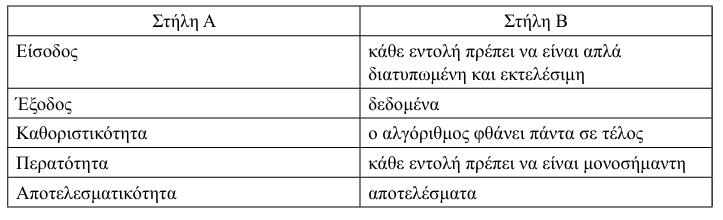 Στήλη Α Στήλη Β
Είσοδος κάθε εντολή πρέπει να είναι απλά
διατυπωμένη και εκτελέσιμη
Έξοδος δεδομένα
Καθοριστικότητα ο αλγόριθμος φθάνει πάντα σε τέλος
Περατότητα κάθε εντολή πρέπει να είναι μονοσήμαντη
Αποτελεσματικότητα αποτελέσματα